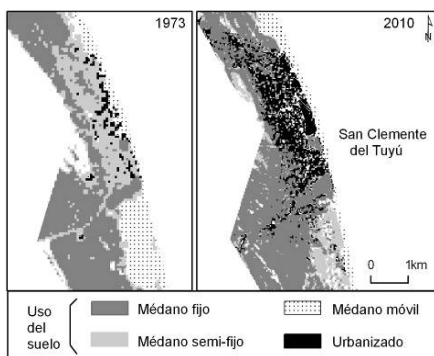 1973
2010
N
San Clemente
del Tuyú
0 1km
Uso
del
suelo
Médano fijo
Médano móvil
Médano semi-fijo
Urbanizado